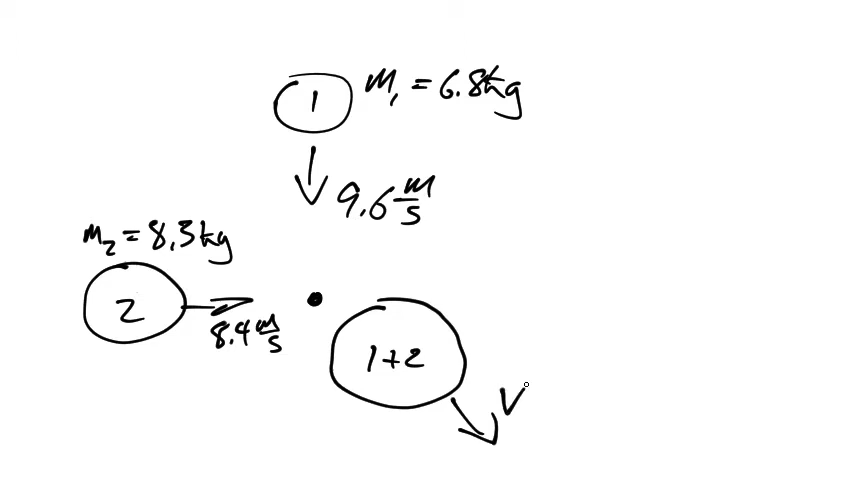 1
m₁ = 6.8kg
9.6 m/s
m₂ = 8.3kg
2
8.4 m/s
1+2
V